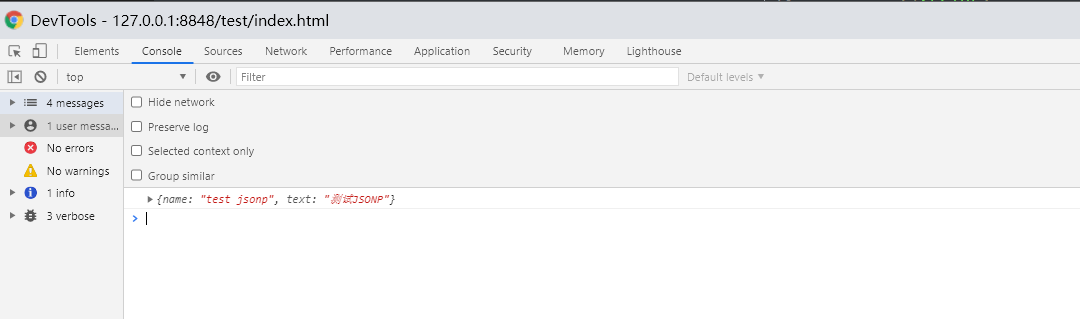 DevTools - 127.0.0.1:8848/test/index.html
Elements Console Sources Network Performance Application Security Memory Lighthouse
top Filter Default levels
4 messages
1 user messa...
No errors
No warnings
1 info
3 verbose
Hide network
Preserve log
Selected context only
Group similar
{name: "test jsonp", text: "测试JSONP"}